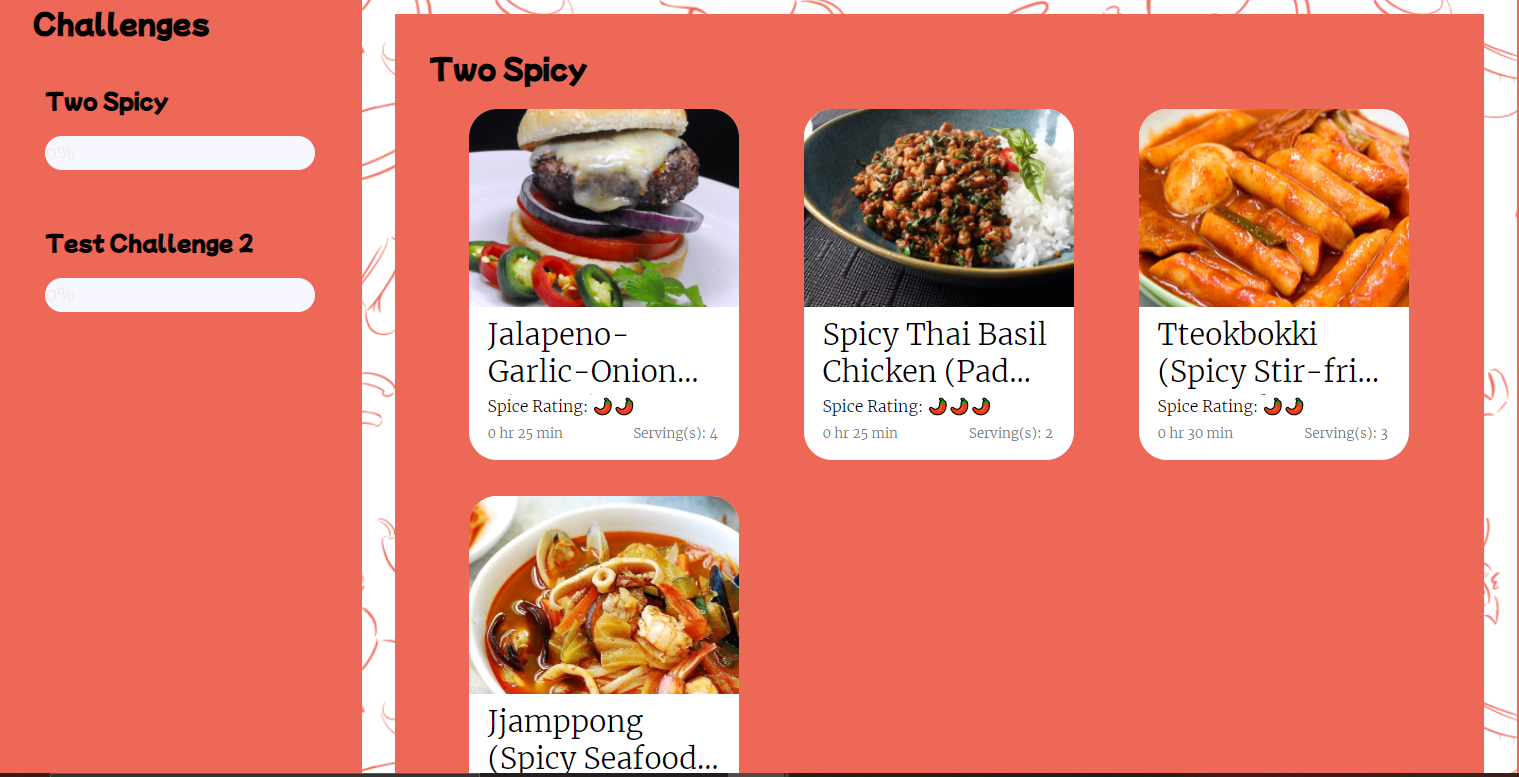 Challenges
Two Spicy
0%
Test Challenge 2
0%
Two Spicy
Jalapeno-
Garlic-Onion...
Spice Rating: 🌶🌶
0 hr 25 min Serving(s): 4
Spicy Thai Basil
Chicken (Pad...
Spice Rating: 🌶🌶🌶
0 hr 25 min Serving(s): 2
Tteokbokki
(Spicy Stir-fri...
Spice Rating: 🌶🌶
0 hr 30 min Serving(s): 3
Jjamppong
(Spicy Seafood...